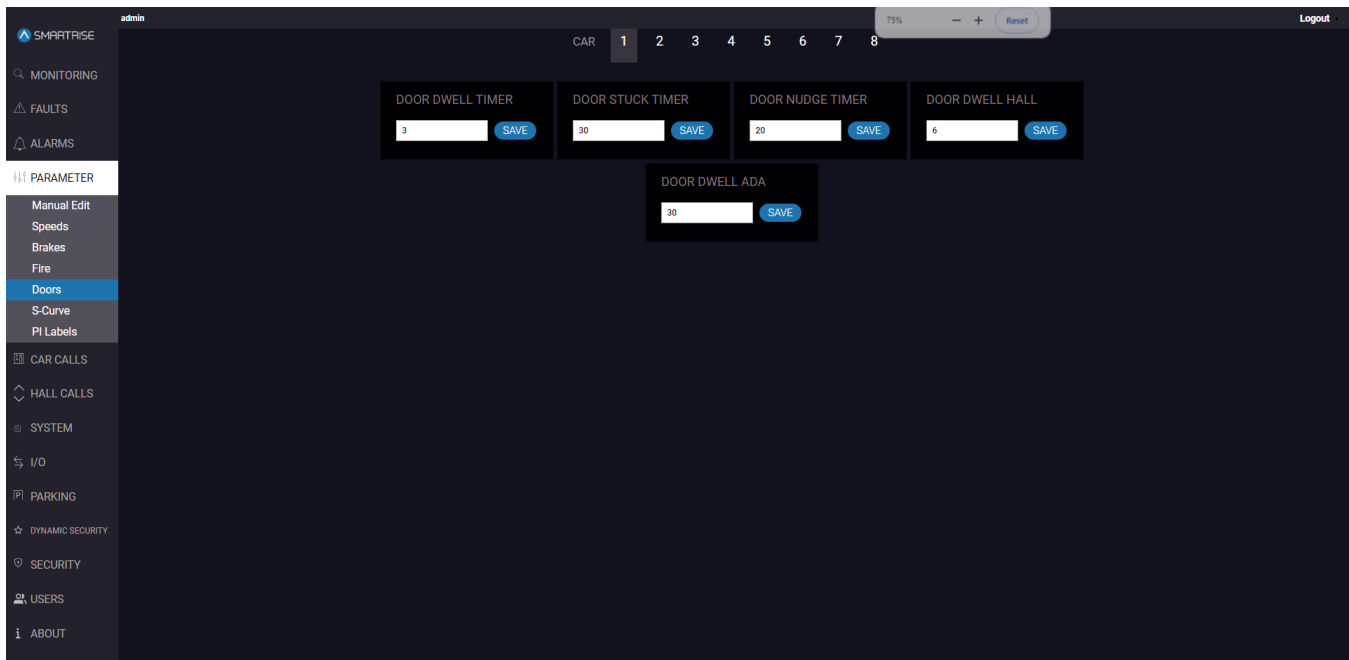 admin
75% − + Reset
Logout
SMARTRISE
CAR 1 2 3 4 5 6 7 8
MONITORING
FAULTS
ALARMS
PARAMETER
Manual Edit
Speeds
Brakes
Fire
Doors
S-Curve
PI Labels
CAR CALLS
HALL CALLS
SYSTEM
I/O
P PARKING
DYNAMIC SECURITY
SECURITY
USERS
i ABOUT
DOOR DWELL TIMER
3 SAVE
DOOR STUCK TIMER
30 SAVE
DOOR NUDGE TIMER
20 SAVE
DOOR DWELL HALL
6 SAVE
DOOR DWELL ADA
30 SAVE